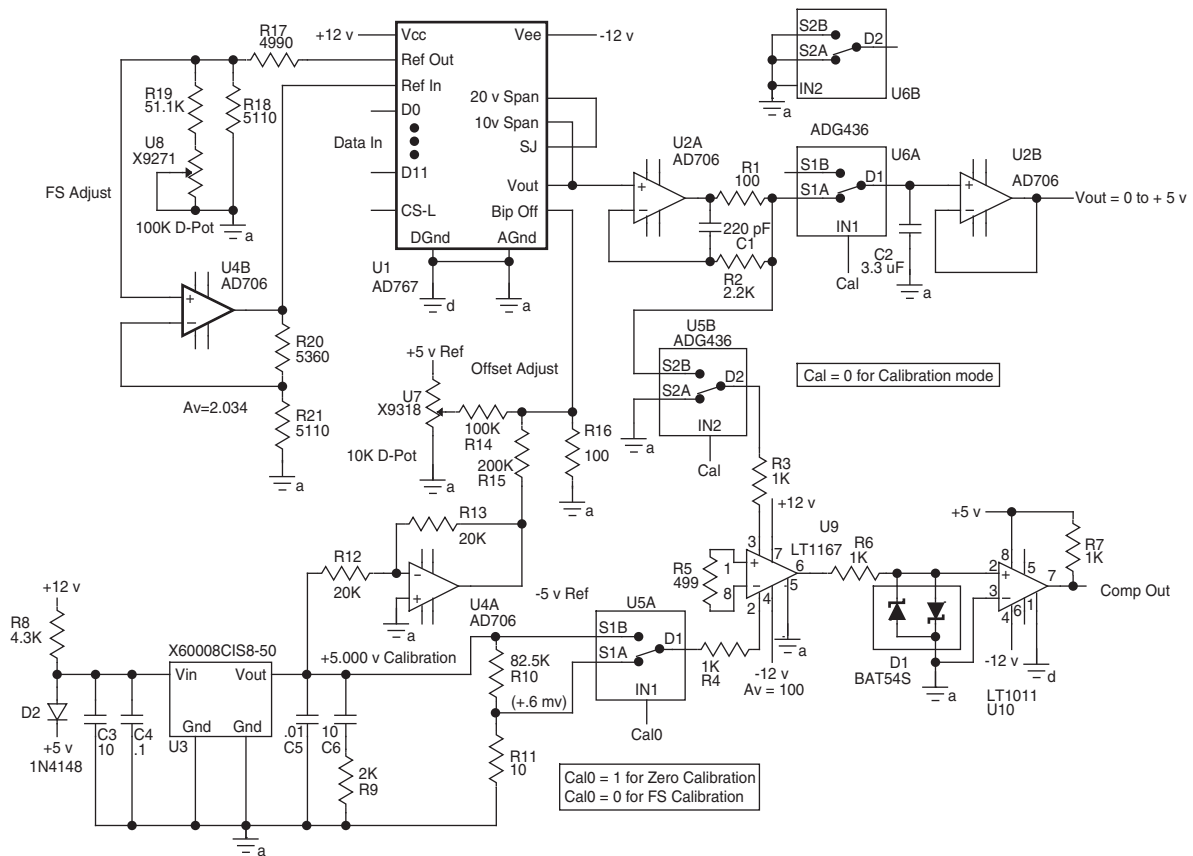 R17
4990
+12 v
Vcc
Vee
-12 v
Ref Out
Ref In
20 v Span
10v Span
SJ
D0
Data In
D11
Vout
CS-L
Bip Off
DGnd
AGnd
U1
AD767
d
a
R19
51.1K
R18
5110
U8
X9271
FS Adjust
100K D-Pot
a
U4B
AD706
+
−
R20
5360
Av=2.034
R21
5110
a
S2B
S2A
D2
IN2
U6B
a
ADG436
U2A
AD706
+
−
R1
100
220 pF
C1
R2
2.2K
S1B
S1A
D1
IN1
U6A
Cal
C2
3.3 uF
a
U2B
AD706
+
−
Vout = 0 to + 5 v
U5B
ADG436
S2B
S2A
D2
IN2
Cal
a
Cal = 0 for Calibration mode
+5 v Ref
Offset Adjust
U7
X9318
10K D-Pot
a
100K
R14
200K
R15
R16
100
a
R13
20K
R12
20K
−
+
a
U4A
AD706
-5 v Ref
R3
1K
+12 v
U9
LT1167
R5
499
3
1
8
2
+
−
7
6
5
4
a
-12 v
Av = 100
R6
1K
D1
BAT54S
a
+5 v
R7
1K
2
3
+
−
8
5
7
6
1
4
-12 v
d
LT1011
U10
Comp Out
+12 v
R8
4.3K
D2
+5 v
1N4148
C3
10
C4
.1
X60008CIS8-50
Vin
Vout
Gnd
Gnd
U3
+5.000 v Calibration
.01
C5
10
C6
2K
R9
82.5K
R10
(+.6 mv)
R11
10
a
U5A
S1B
S1A
D1
IN1
Cal0
1K
R4
Cal0 = 1 for Zero Calibration
Cal0 = 0 for FS Calibration